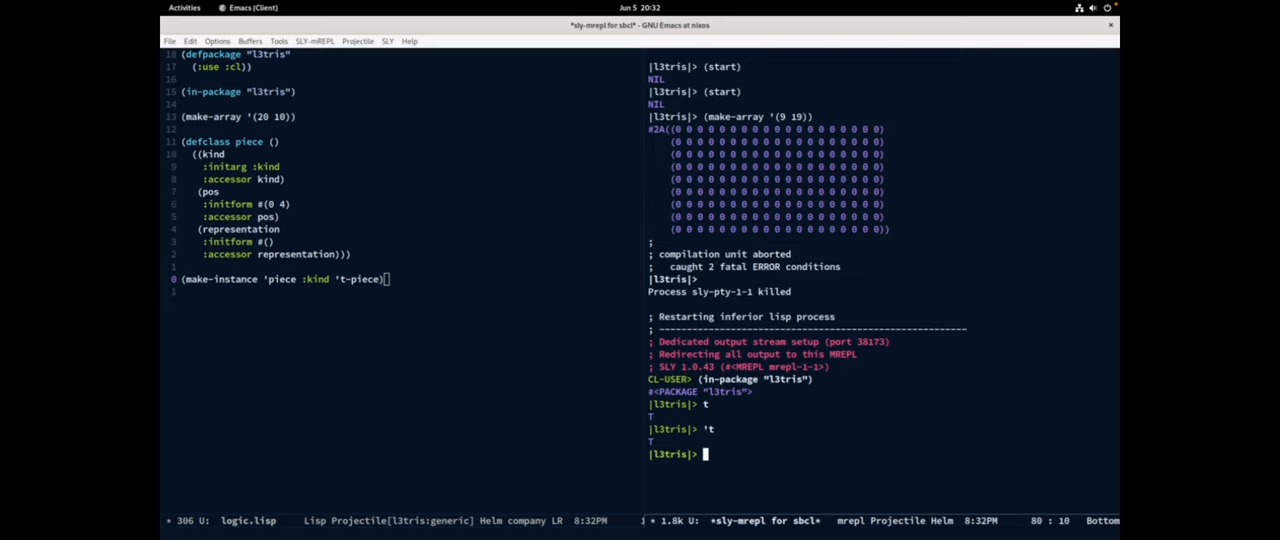 Activities Emacs (Client) Jun 5 20:32
*sly-mrepl for sbcl* - GNU Emacs at nixos
File Edit Options Buffers Tools SLY-mREPL Projectile SLY Help
18 (defpackage "l3tris"
17 (:use :cl))
16
15 (in-package "l3tris")
14
13 (make-array '(20 10))
12
11 (defclass piece ()
10 ((kind
9 :initarg :kind
8 :accessor kind)
7 (pos
6 :initform #(0 4)
5 :accessor pos)
4 (representation
3 :initform #()
2 :accessor representation)))
1
0 (make-instance 'piece :kind 't-piece)
1
|l3tris|> (start)
NIL
|l3tris|> (start)
NIL
|l3tris|> (make-array '(9 19))
#2A((0 0 0 0 0 0 0 0 0 0 0 0 0 0 0 0 0 0 0)
(0 0 0 0 0 0 0 0 0 0 0 0 0 0 0 0 0 0 0)
(0 0 0 0 0 0 0 0 0 0 0 0 0 0 0 0 0 0 0)
(0 0 0 0 0 0 0 0 0 0 0 0 0 0 0 0 0 0 0)
(0 0 0 0 0 0 0 0 0 0 0 0 0 0 0 0 0 0 0)
(0 0 0 0 0 0 0 0 0 0 0 0 0 0 0 0 0 0 0)
(0 0 0 0 0 0 0 0 0 0 0 0 0 0 0 0 0 0 0)
(0 0 0 0 0 0 0 0 0 0 0 0 0 0 0 0 0 0 0)
(0 0 0 0 0 0 0 0 0 0 0 0 0 0 0 0 0 0 0))
;
; compilation unit aborted
; caught 2 fatal ERROR conditions
|l3tris|>
Process sly-pty-1-1 killed
; Restarting inferior lisp process
; -------------------------------------------------------
; Dedicated output stream setup (port 38173)
; Redirecting all output to this MREPL
; SLY 1.0.43 (#<MREPL mrepl-1-1>)
CL-USER> (in-package "l3tris")
#<PACKAGE "l3tris">
|l3tris|> t
T
|l3tris|> 't
T
|l3tris|>
* 306 U: logic.lisp Lisp Projectile[l3tris:generic] Helm company LR 8:32PM 1
* 1.8k U: *sly-mrepl for sbcl* mrepl Projectile Helm 8:32PM 80 : 10 Bottom